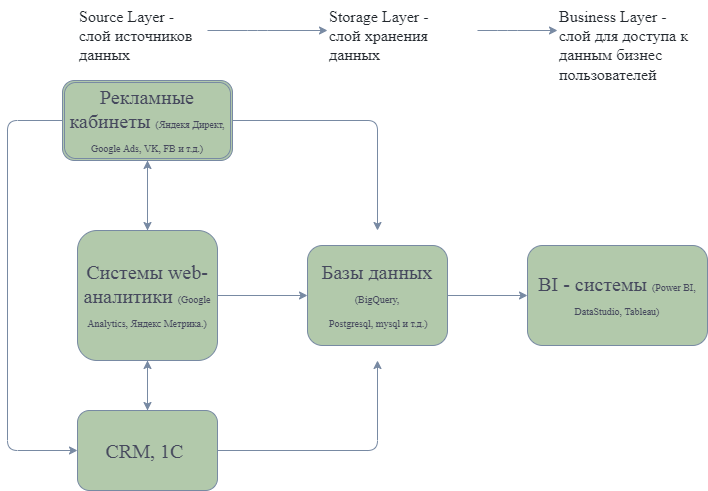 Source Layer -
слой источников
данных
Storage Layer -
слой хранения
данных
Business Layer -
слой для доступа к
данным бизнес
пользователей
Рекламные
кабинеты (Яндекя Директ,
Google Ads, VK, FB и т.д.)
Системы web-
аналитики (Google
Analytics, Яндекс Метрика.)
Базы данных
(BigQuery,
Postgresql, mysql и т.д.)
BI - системы (Power BI,
DataStudio, Tableau)
CRM, 1С